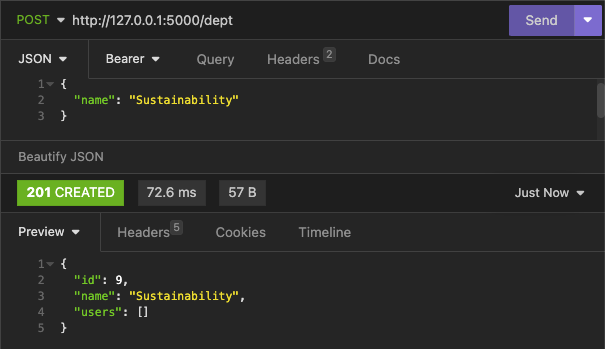 POST http://127.0.0.1:5000/dept Send
JSON Bearer Query Headers 2 Docs
1 {
2 "name": "Sustainability"
3 }
Beautify JSON
201 CREATED 72.6 ms 57 B Just Now
Preview Headers 5 Cookies Timeline
1 {
2 "id": 9,
3 "name": "Sustainability",
4 "users": []
5 }